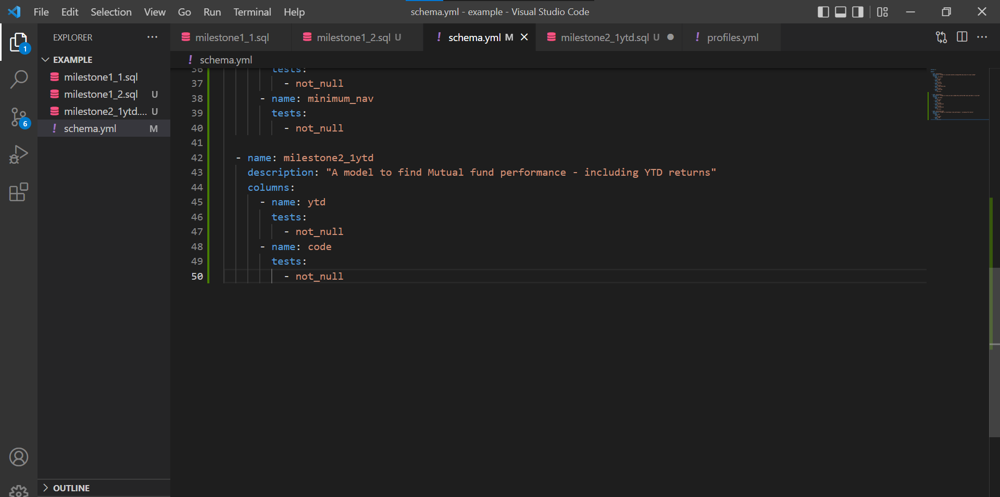 File Edit Selection View Go Run Terminal Help
schema.yml - example - Visual Studio Code
EXPLORER
milestone1_1.sql
milestone1_2.sql U
schema.yml M
milestone2_1ytd.sql U
profiles.yml
1
EXAMPLE
milestone1_1.sql
milestone1_2.sql U
milestone2_1ytd.... U
schema.yml M
6
schema.yml
36 tests:
37 - not_null
38 - name: minimum_nav
39 tests:
40 - not_null
41
42 - name: milestone2_1ytd
43 description: "A model to find Mutual fund performance - including YTD returns"
44 columns:
45 - name: ytd
46 tests:
47 - not_null
48 - name: code
49 tests:
50 - not_null
OUTLINE